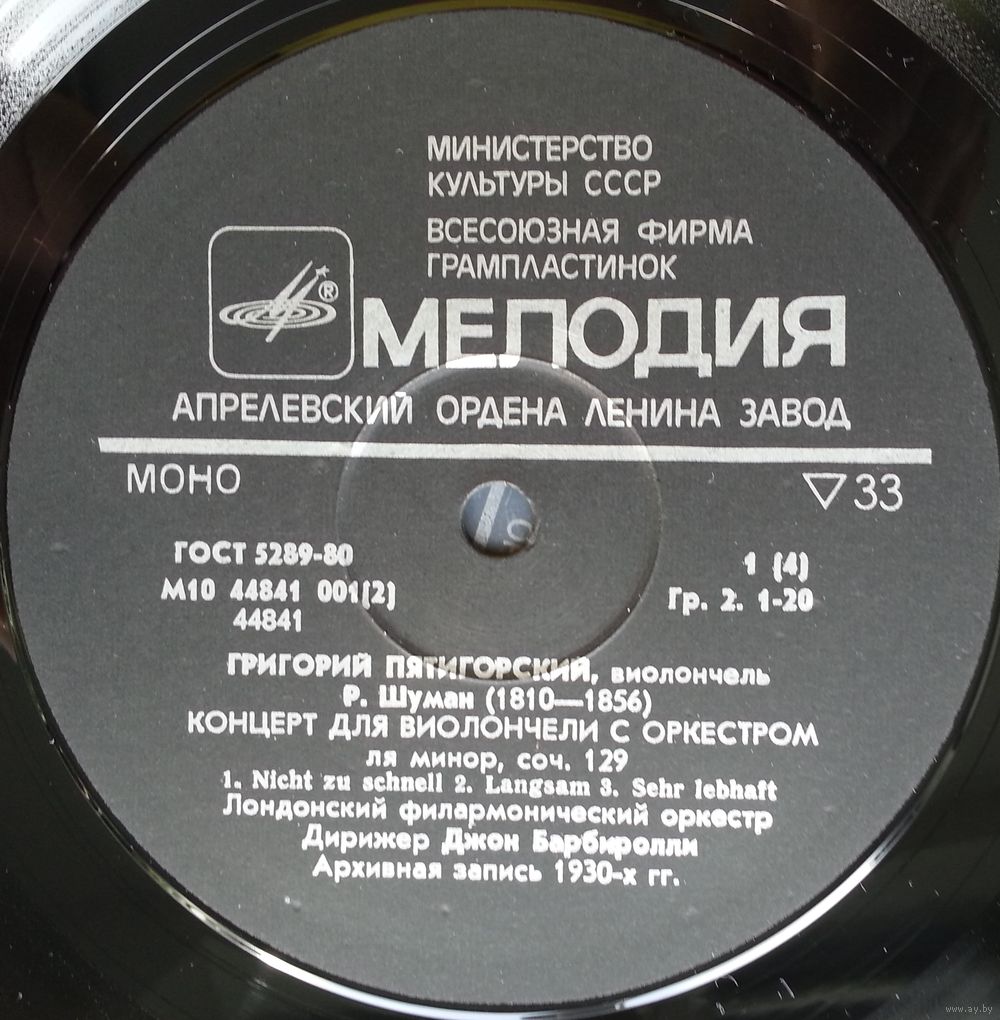 МИНИСТЕРСТВО
КУЛЬТУРЫ СССР
ВСЕСОЮЗНАЯ ФИРМА
ГРАМПЛАСТИНОК
®
МЕЛОДИЯ
АПРЕЛЕВСКИЙ ОРДЕНА ЛЕНИНА ЗАВОД
МОНО ▽33
ГОСТ 5289-80
М10 44841 001(2)
44841
1 (4)
Гр. 2. 1-20
ГРИГОРИЙ ПЯТИГОРСКИЙ, виолончель
Р. Шуман (1810—1856)
КОНЦЕРТ ДЛЯ ВИОЛОНЧЕЛИ С ОРКЕСТРОМ
ля минор, соч. 129
1. Nicht zu schnell 2. Langsam 3. Sehr lebhaft
Лондонский филармонический оркестр
Дирижер Джон Барбиролли
Архивная запись 1930-х гг.
www.ay.by